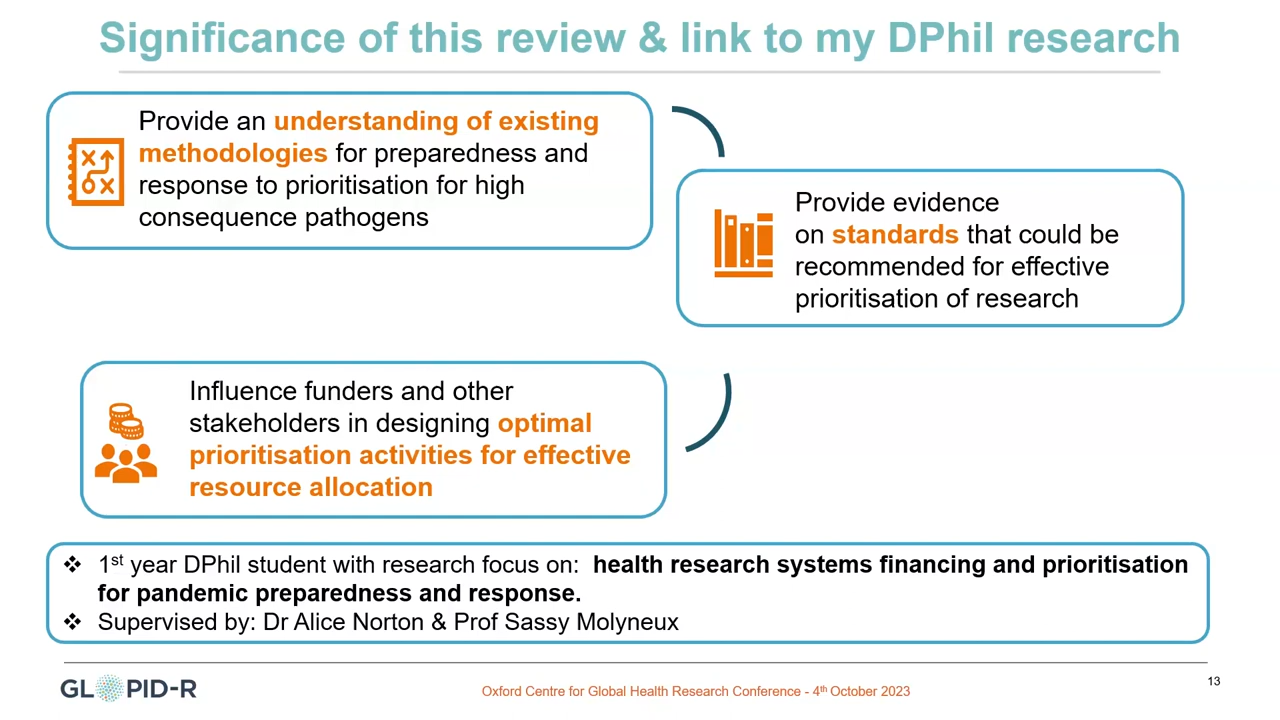 Significance of this review & link to my DPhil research
Provide an understanding of existing
methodologies for preparedness and
response to prioritisation for high
consequence pathogens
Provide evidence
on standards that could be
recommended for effective
prioritisation of research
Influence funders and other
stakeholders in designing optimal
prioritisation activities for effective
resource allocation
❖ 1st year DPhil student with research focus on: health research systems financing and prioritisation
for pandemic preparedness and response.
❖ Supervised by: Dr Alice Norton & Prof Sassy Molyneux
GLOPID-R
Oxford Centre for Global Health Research Conference - 4th October 2023
13